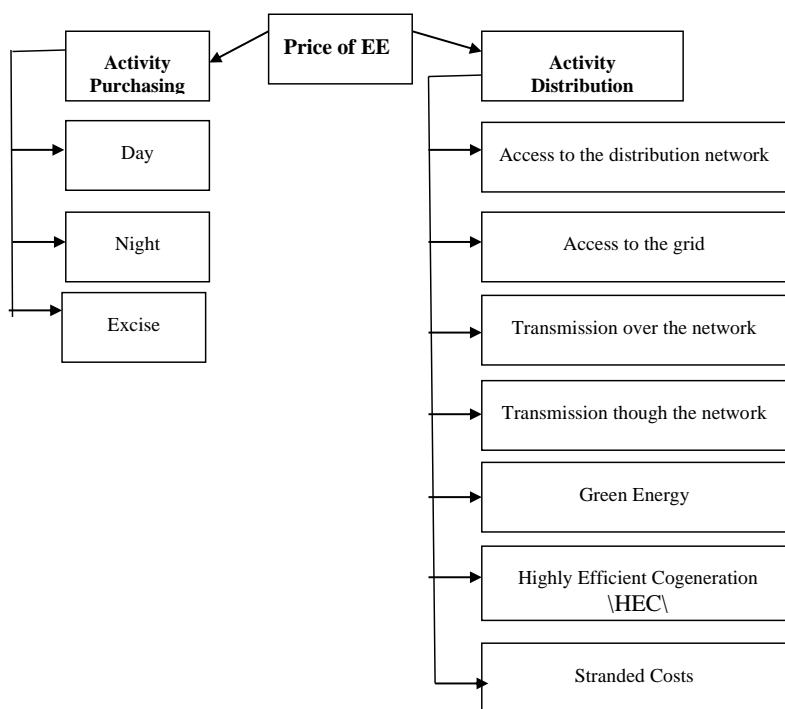 Price of EE
Activity
Purchasing
Day
Night
Excise
Activity
Distribution
Access to the distribution network
Access to the grid
Transmission over the network
Transmission though the network
Green Energy
Highly Efficient Cogeneration
\HEC\
Stranded Costs